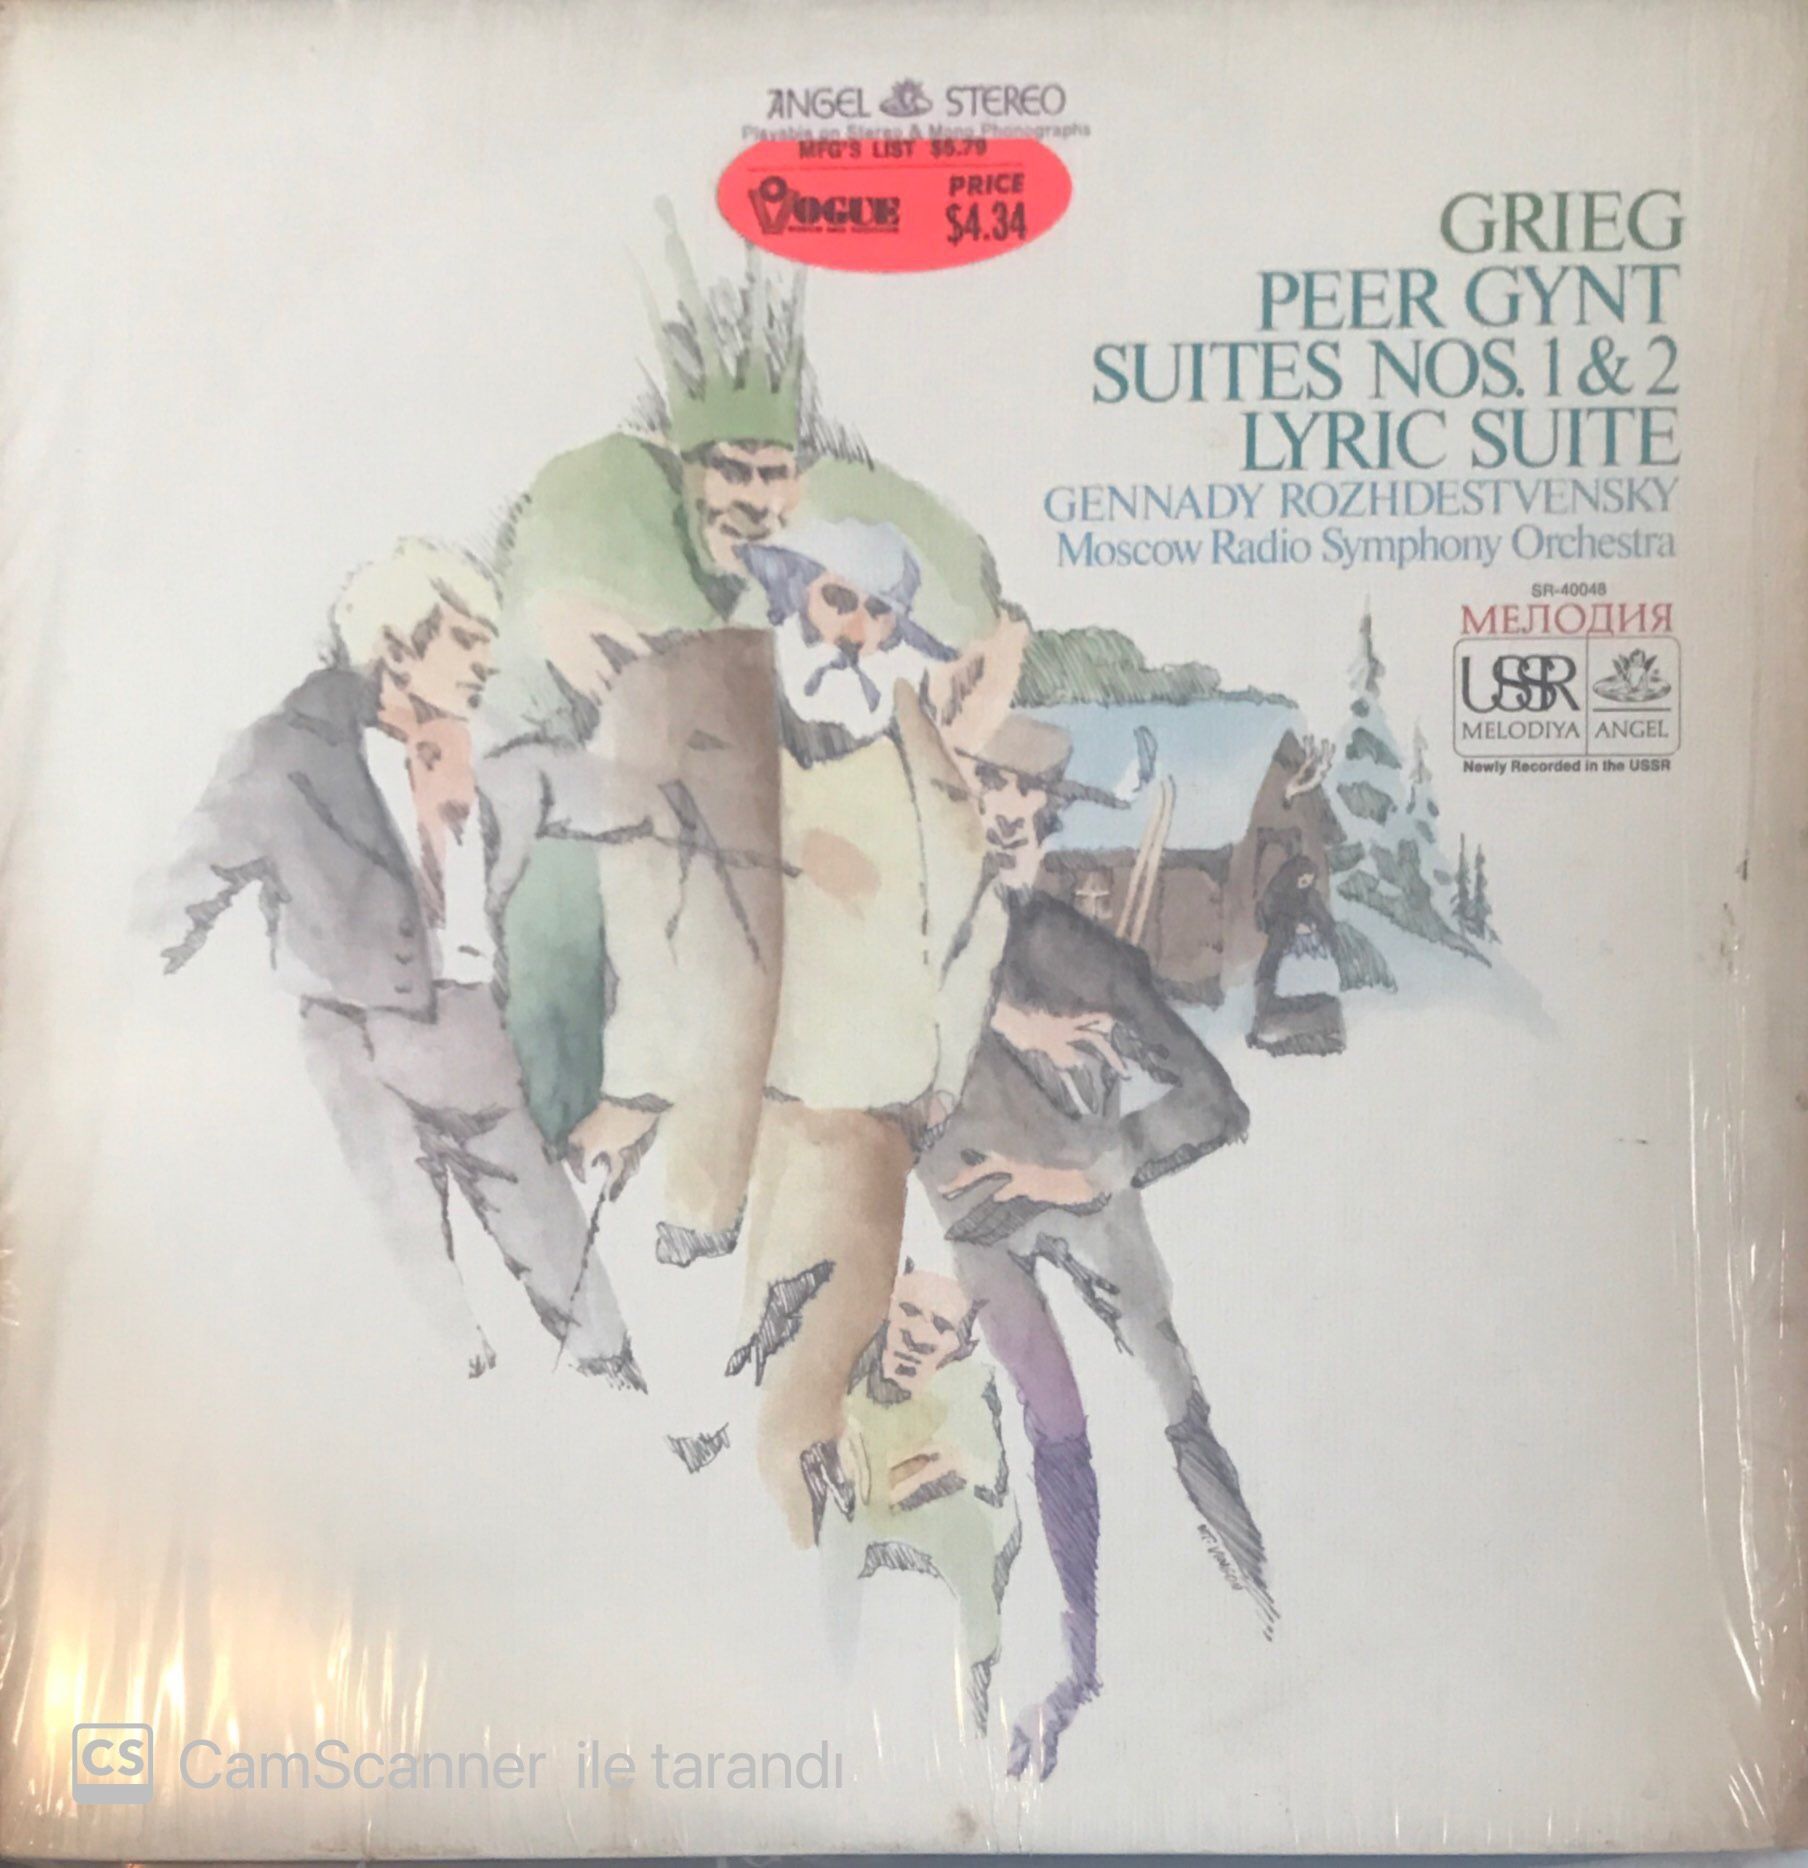 ANGEL STEREO
Playable on Stereo & Mono Phonographs
MFG'S LIST $5.79
VOGUE
PRICE
$4.34
GRIEG
PEER GYNT
SUITES NOS. 1 & 2
LYRIC SUITE
GENNADY ROZHDESTVENSKY
Moscow Radio Symphony Orchestra
SR-40048
МЕЛОДИЯ
USSR
MELODIYA ANGEL
Newly Recorded in the USSR
CS CamScanner ile tarandı